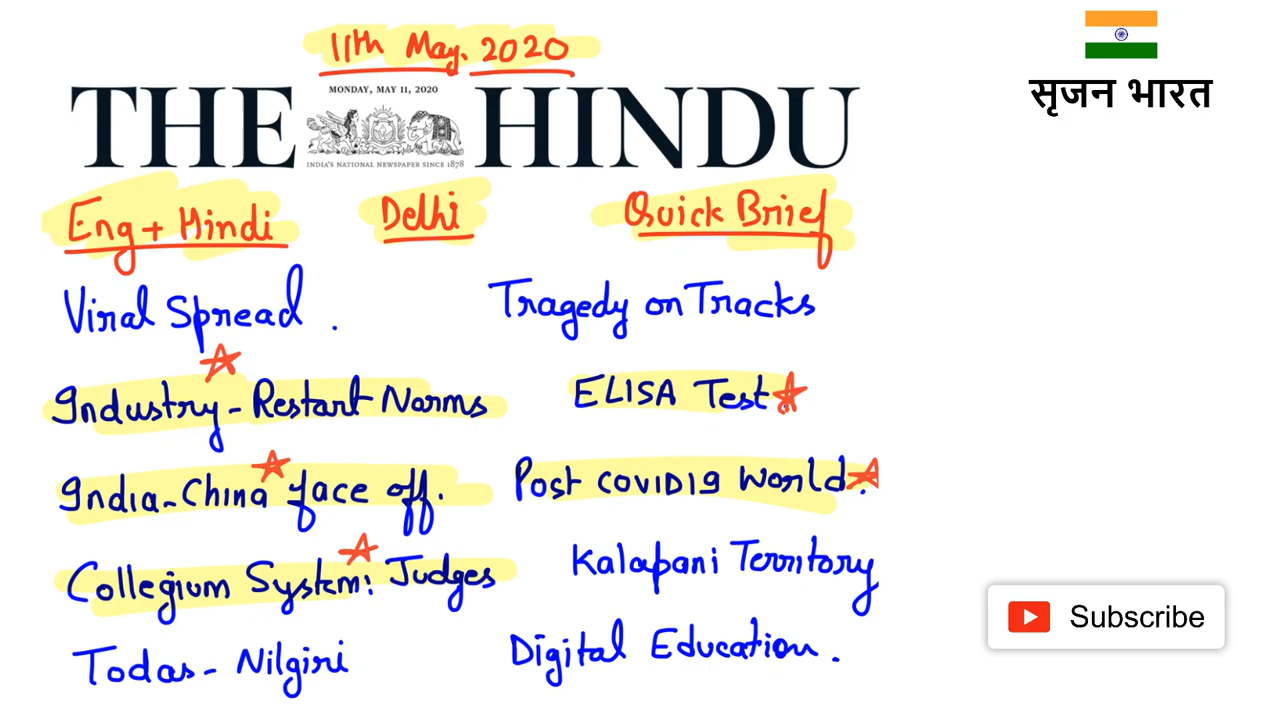 11th May. 2020
सृजन भारत
THE HINDU
MONDAY, MAY 11, 2020
INDIA'S NATIONAL NEWSPAPER SINCE 1878
Eng + Hindi Delhi Quick Brief
Viral Spread . Tragedy on Tracks
Industry - Restart Norms ELISA Test
India - China face off. Post COVID19 World.
Collegium System: Judges Kalapani Territory
Subscribe
Todas - Nilgiri Digital Education.